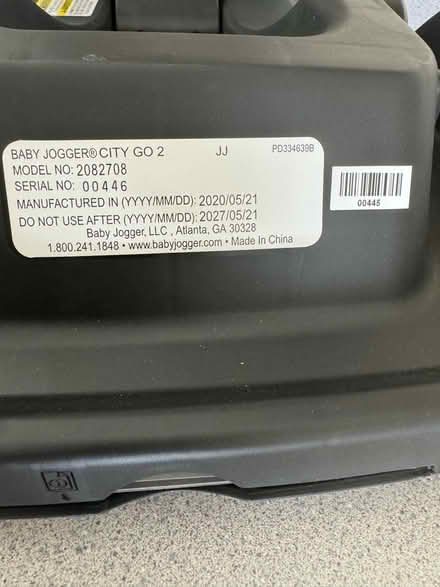 BABY JOGGER® CITY GO 2 JJ PD334639B
MODEL NO: 2082708
SERIAL NO: 00446
MANUFACTURED IN (YYYY/MM/DD): 2020/05/21
DO NOT USE AFTER (YYYY/MM/DD): 2027/05/21
Baby Jogger, LLC , Atlanta, GA 30328
1.800.241.1848 • www.babyjogger.com • Made In China
00445